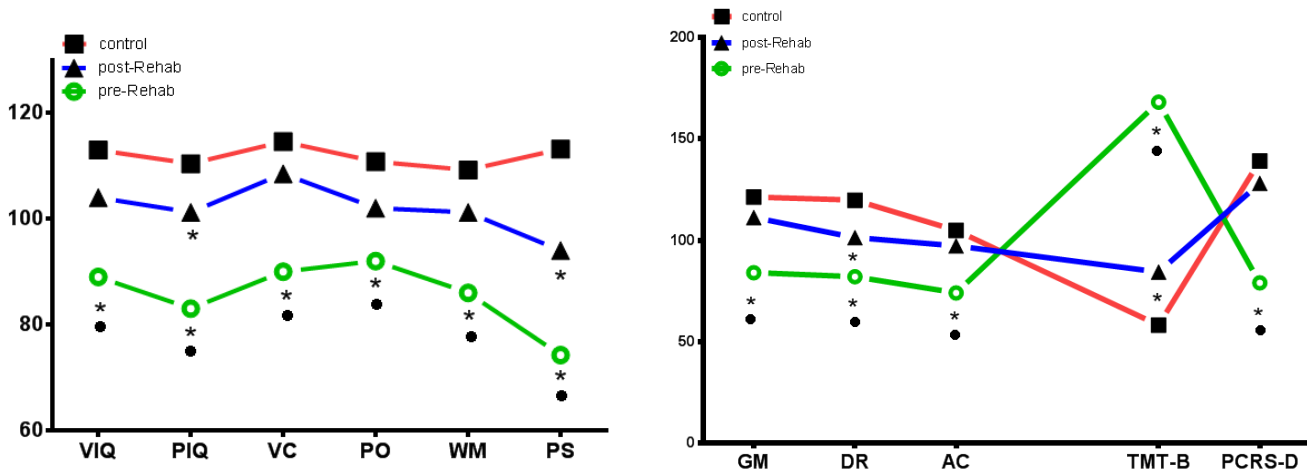 control
post-Rehab
pre-Rehab
120
100
80
60
VIQ PIQ VC PO WM PS
* 
* *
* * * * * *
control
post-Rehab
pre-Rehab
200
150
100
50
0
* 
* *
* * * *
GM DR AC TMT-B PCRS-D